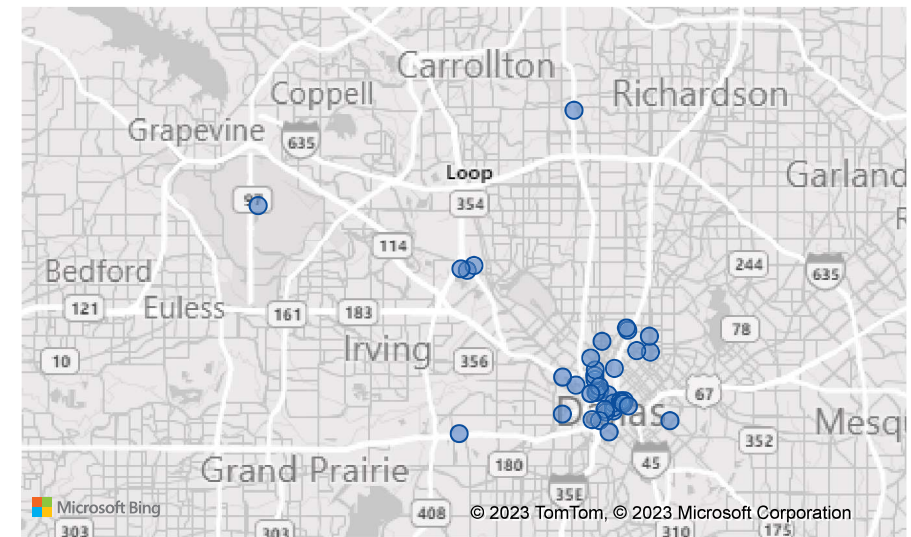 Carrollton
Coppell
Richardson
Grapevine
635
Loop
Garland
97
354
R
114
Bedford
244
635
121
Euless
161
183
78
Irving
10
356
67
Dallas
Mesq
352
Grand Prairie
180
45
35E
Microsoft Bing
408
© 2023 TomTom, © 2023 Microsoft Corporation
303
303
310
175